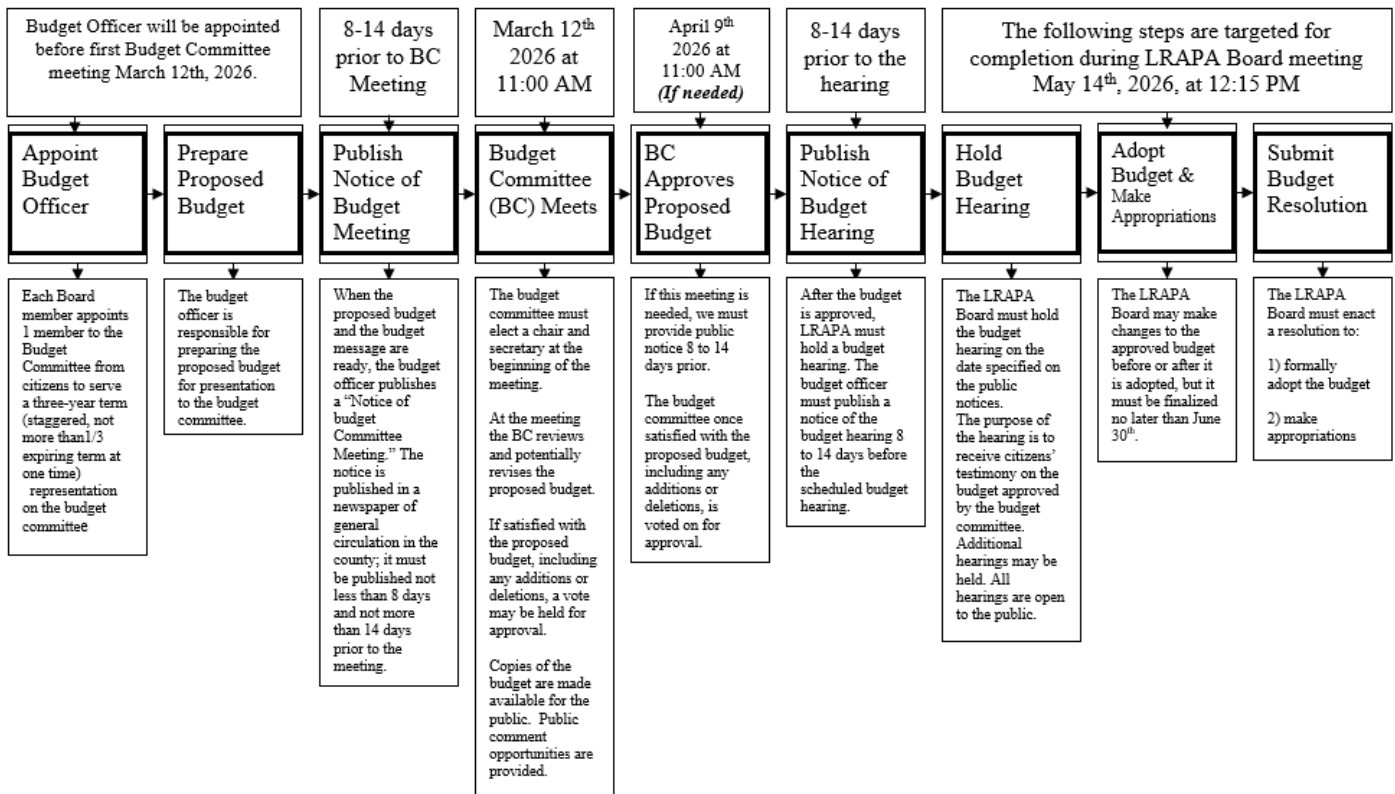 Budget Officer will be appointed
before first Budget Committee
meeting March 12th, 2026.
8-14 days
prior to BC
Meeting
March 12th
2026 at
11:00 AM
April 9th
2026 at
11:00 AM
(If needed)
8-14 days
prior to the
hearing
The following steps are targeted for
completion during LRAPA Board meeting
May 14th, 2026, at 12:15 PM
Appoint
Budget
Officer
Prepare
Proposed
Budget
Publish
Notice of
Budget
Meeting
Budget
Committee
(BC) Meets
BC
Approves
Proposed
Budget
Publish
Notice of
Budget
Hearing
Hold
Budget
Hearing
Adopt
Budget &
Make
Appropriations
Submit
Budget
Resolution
Each Board
member appoints
1 member to the
Budget
Committee from
citizens to serve
a three-year term
(staggered, not
more than1/3
expiring term at
one time)
representation
on the budget
committee
The budget
officer is
responsible for
preparing the
proposed budget
for presentation
to the budget
committee.
When the
proposed budget
and the budget
message are
ready, the budget
officer publishes
a “Notice of
budget
Committee
Meeting.” The
notice is
published in a
newspaper of
general
circulation in the
county; it must
be published not
less than 8 days
and not more
than 14 days
prior to the
meeting.
The budget
committee must
elect a chair and
secretary at the
beginning of the
meeting.
At the meeting
the BC reviews
and potentially
revises the
proposed budget.
If satisfied with
the proposed
budget, including
any additions or
deletions, a vote
may be held for
approval.
Copies of the
budget are made
available for the
public. Public
comment
opportunities are
provided.
If this meeting is
needed, we must
provide public
notice 8 to 14
days prior.
The budget
committee once
satisfied with the
proposed budget,
including any
additions or
deletions, is
voted on for
approval.
After the budget
is approved,
LRAPA must
hold a budget
hearing. The
budget officer
must publish a
notice of the
budget hearing 8
to 14 days before
the
scheduled budget
hearing.
The LRAPA
Board must hold
the budget
hearing on the
date specified on
the public
notices.
The purpose of
the hearing is to
receive citizens’
testimony on the
budget approved
by the budget
committee.
Additional
hearings may be
held. All
hearings are open
to the public.
The LRAPA
Board may make
changes to the
approved budget
before or after it
is adopted, but it
must be finalized
no later than June
30th.
The LRAPA
Board must enact
a resolution to:
1) formally
adopt the budget
2) make
appropriations